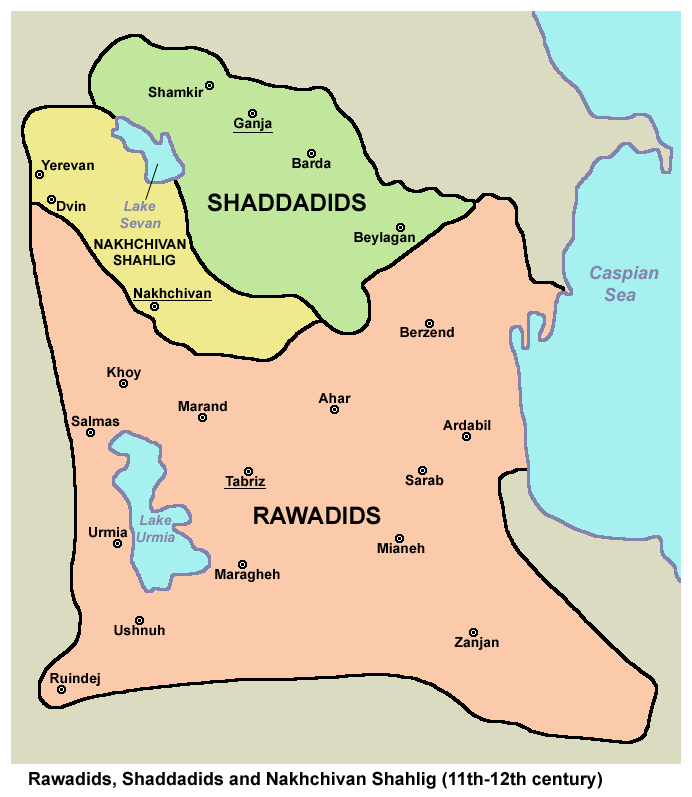 Shamkir
Ganja
Barda
Yerevan
Dvin
Lake
Sevan
SHADDADIDS
Beylagan
NAKHCHIVAN
SHAHLIG
Nakhchivan
Caspian
Sea
Berzend
Khoy
Marand
Ahar
Salmas
Ardabil
Tabriz
Sarab
RAWADIDS
Lake
Urmia
Urmia
Mianeh
Maragheh
Ushnuh
Zanjan
Ruindej
Rawadids, Shaddadids and Nakhchivan Shahlig (11th-12th century)